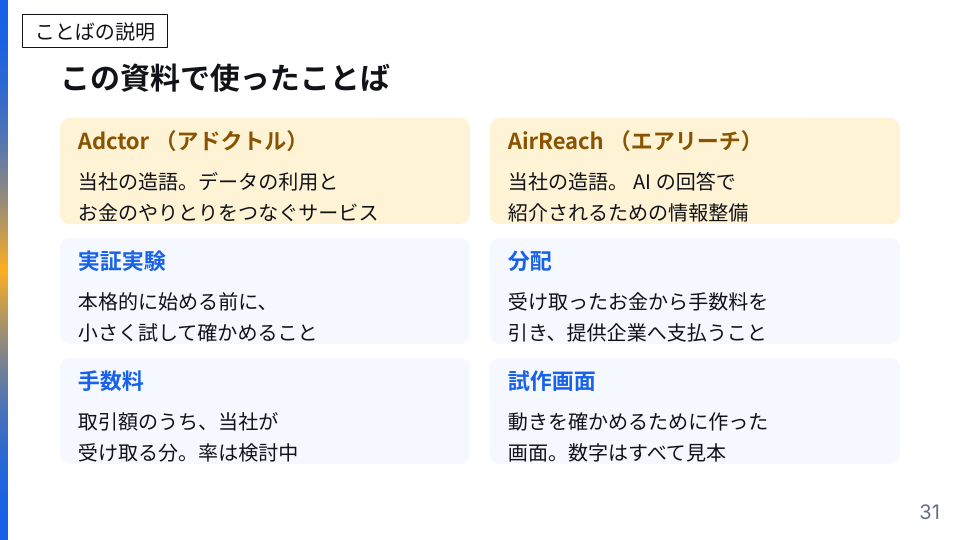 ことばの説明
この資料で使ったことば
Adctor （アドクトル）
当社の造語。データの利用と
お金のやりとりをつなぐサービス
AirReach （エアリーチ）
当社の造語。 AI の回答で
紹介されるための情報整備
実証実験
本格的に始める前に、
小さく試して確かめること
分配
受け取ったお金から手数料を
引き、提供企業へ支払うこと
手数料
取引額のうち、当社が
受け取る分。率は検討中
試作画面
動きを確かめるために作った
画面。数字はすべて見本
31